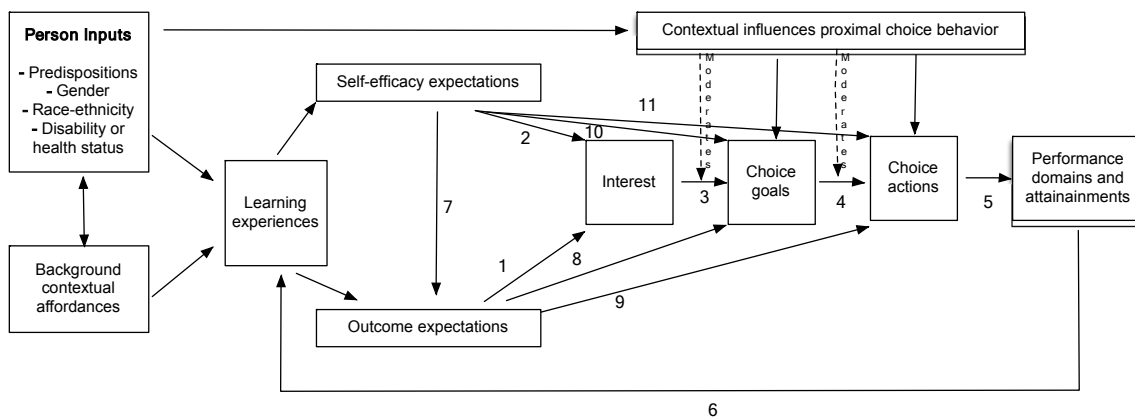 Person Inputs
- Predispositions
- Gender
- Race-ethnicity
- Disability or
health status
Contextual influences proximal choice behavior
Moderates
Moderates
Self-efficacy expectations
11
2
10
Learning
experiences
7
Interest
3
Choice
goals
4
Choice
actions
5
Performance
domains and
attainainments
Background
contextual
affordances
1
8
9
Outcome expectations
6